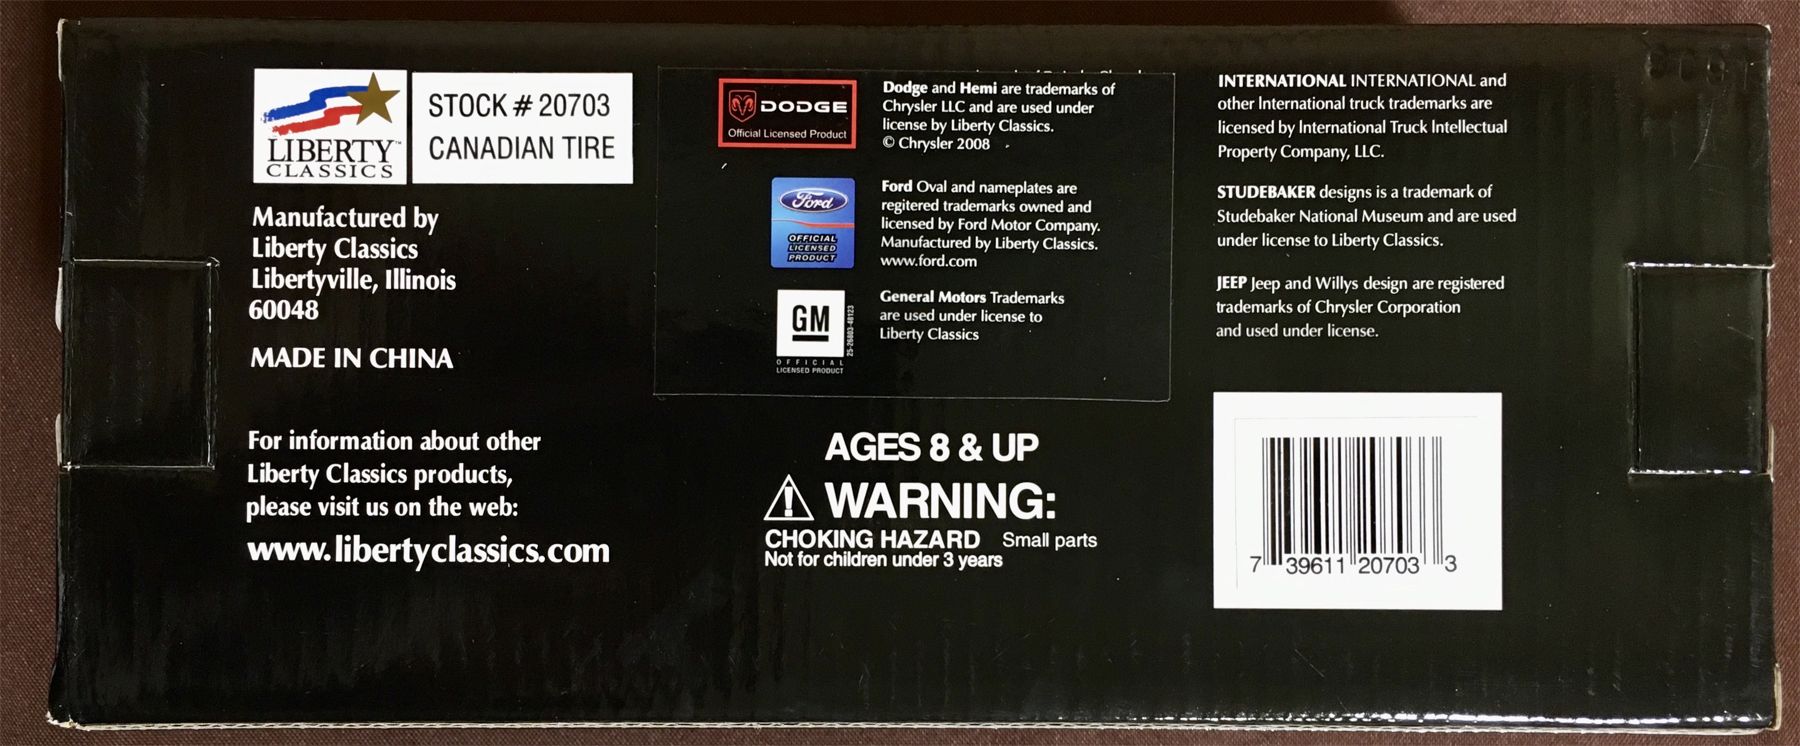 LIBERTY™
CLASSICS
STOCK # 20703
CANADIAN TIRE
Manufactured by
Liberty Classics
Libertyville, Illinois
60048
MADE IN CHINA
For information about other
Liberty Classics products,
please visit us on the web:
www.libertyclassics.com
DODGE
Official Licensed Product
Dodge and Hemi are trademarks of
Chrysler LLC and are used under
license by Liberty Classics.
© Chrysler 2008
Ford
OFFICIAL
LICENSED
PRODUCT
Ford Oval and nameplates are
regitered trademarks owned and
licensed by Ford Motor Company.
Manufactured by Liberty Classics.
www.ford.com
GM
OFFICIAL
LICENSED PRODUCT
25-26803-48123
General Motors Trademarks
are used under license to
Liberty Classics
AGES 8 & UP
WARNING:
CHOKING HAZARD Small parts
Not for children under 3 years
INTERNATIONAL INTERNATIONAL and
other International truck trademarks are
licensed by International Truck Intellectual
Property Company, LLC.
STUDEBAKER designs is a trademark of
Studebaker National Museum and are used
under license to Liberty Classics.
JEEP Jeep and Willys design are registered
trademarks of Chrysler Corporation
and used under license.
7 39611 20703 3